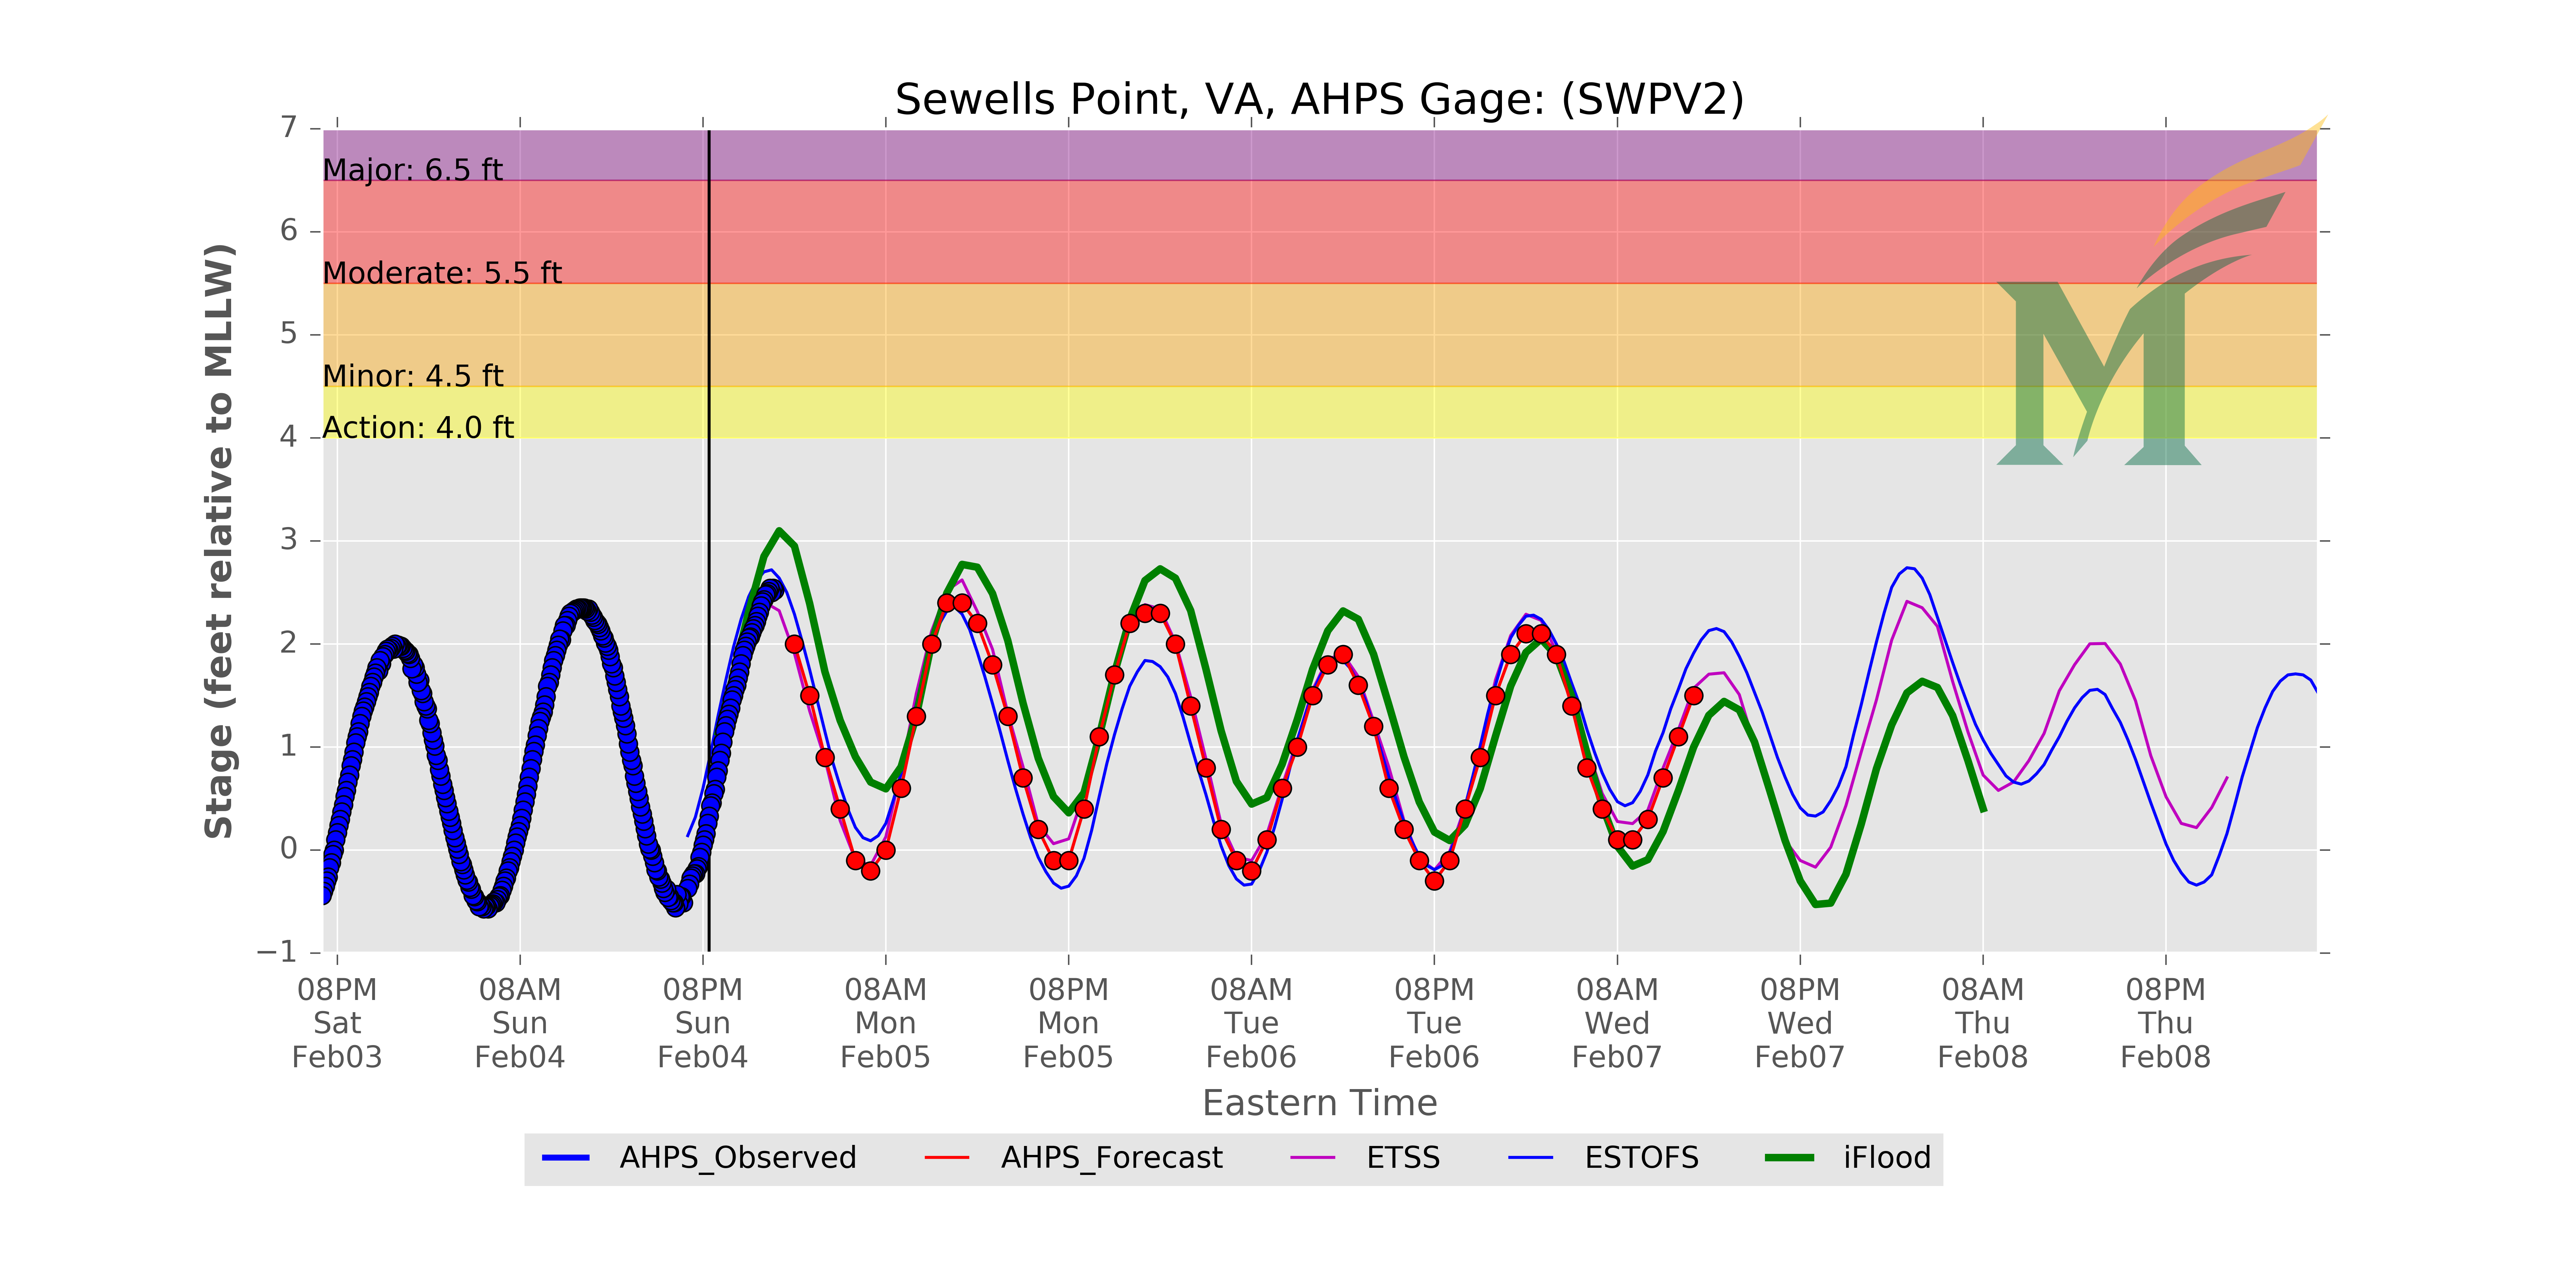 Sewells Point, VA, AHPS Gage: (SWPV2)
Stage (feet relative to MLLW)
7
6
5
4
3
2
1
0
−1
Major: 6.5 ft
Moderate: 5.5 ft
Minor: 4.5 ft
Action: 4.0 ft
M
08PM Sat Feb03
08AM Sun Feb04
08PM Sun Feb04
08AM Mon Feb05
08PM Mon Feb05
08AM Tue Feb06
08PM Tue Feb06
08AM Wed Feb07
08PM Wed Feb07
08AM Thu Feb08
08PM Thu Feb08
Eastern Time
AHPS_Observed AHPS_Forecast ETSS ESTOFS iFlood